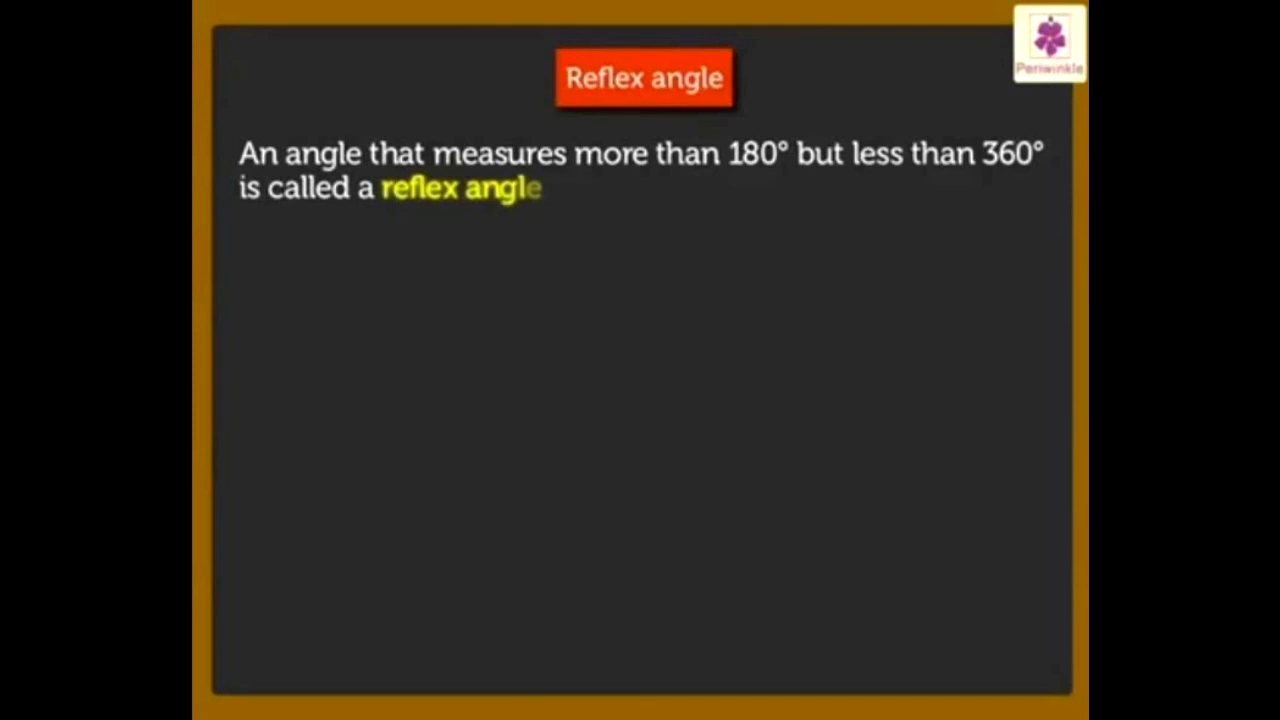 Periwinkle
Reflex angle
An angle that measures more than 180° but less than 360°
is called a reflex angle